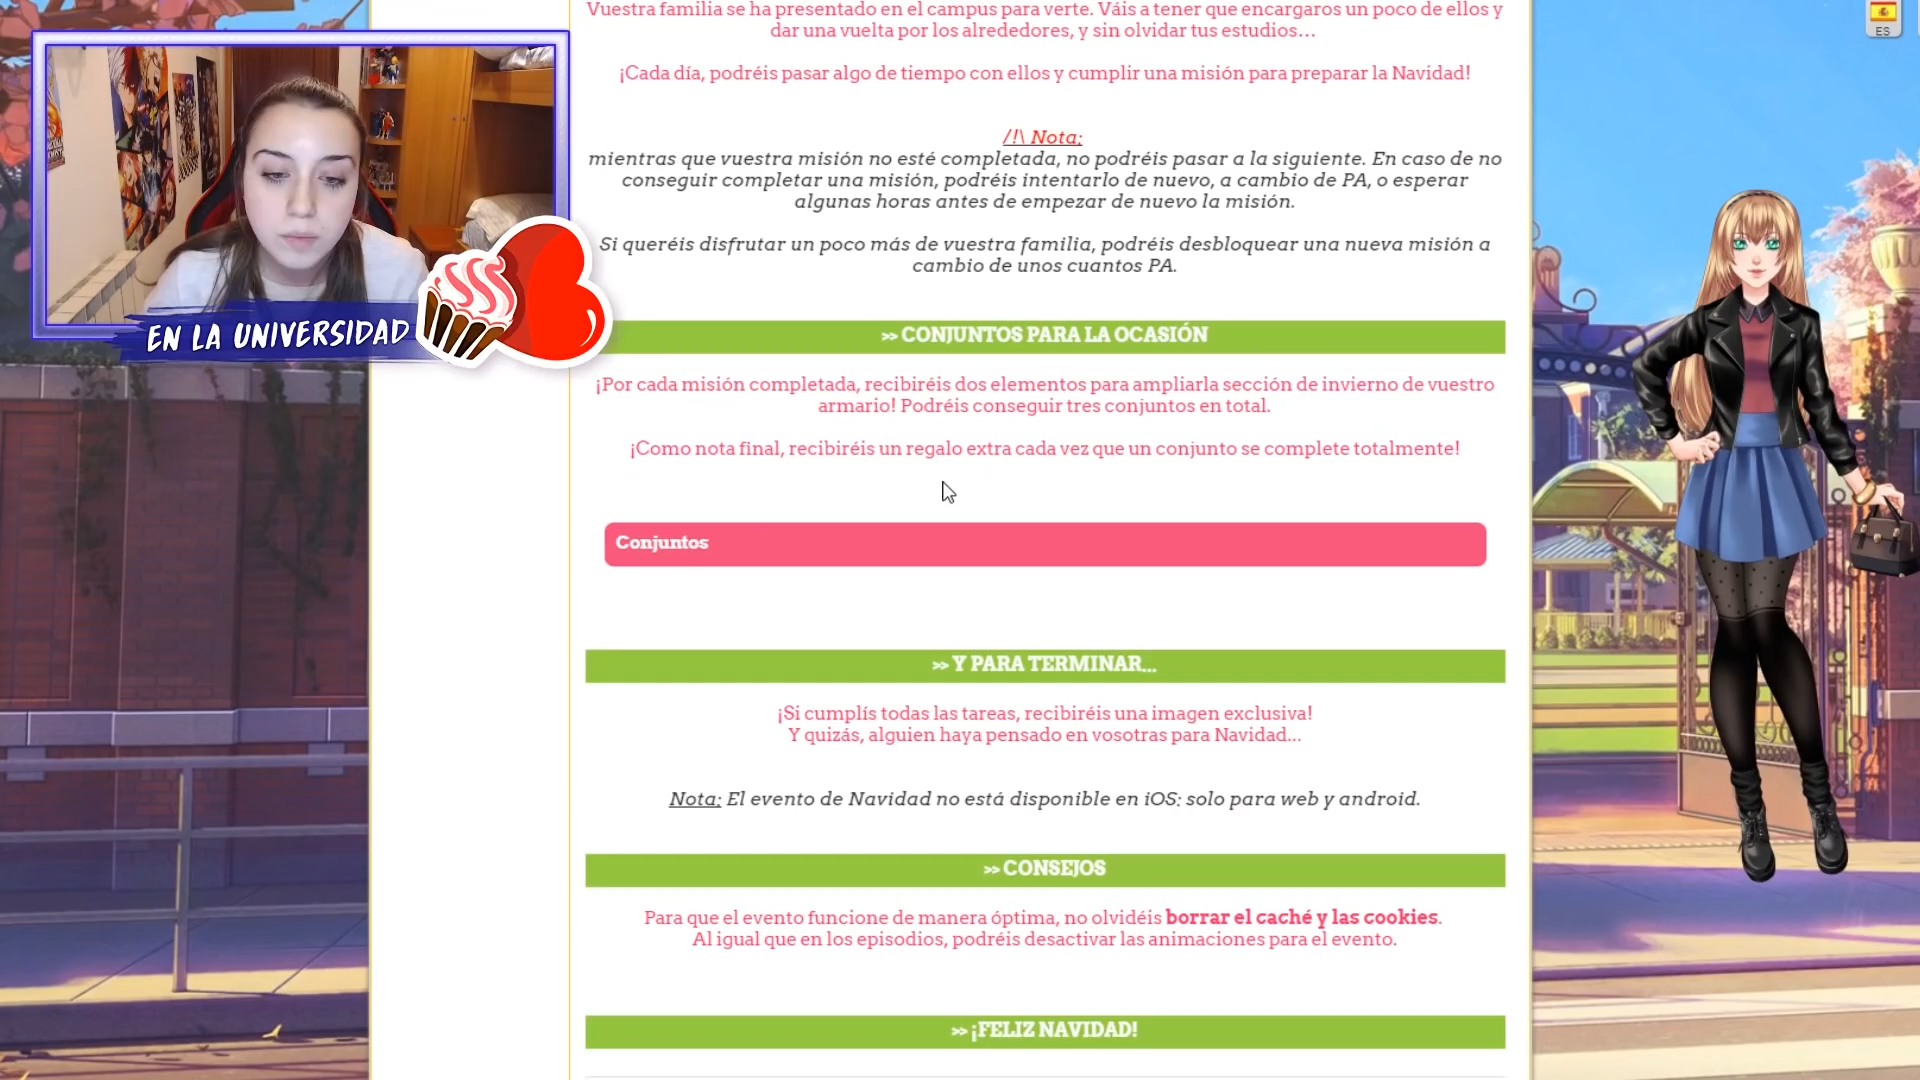 Vuestra familia se ha presentado en el campus para verte. Váis a tener que encargaros un poco de ellos y
dar una vuelta por los alrededores, y sin olvidar tus estudios…
¡Cada día, podréis pasar algo de tiempo con ellos y cumplir una misión para preparar la Navidad!
/!\ Nota:
mientras que vuestra misión no esté completada, no podréis pasar a la siguiente. En caso de no
conseguir completar una misión, podréis intentarlo de nuevo, a cambio de PA, o esperar
algunas horas antes de empezar de nuevo la misión.
Si queréis disfrutar un poco más de vuestra familia, podréis desbloquear una nueva misión a
cambio de unos cuantos PA.
>> CONJUNTOS PARA LA OCASIÓN
¡Por cada misión completada, recibiréis dos elementos para ampliarla sección de invierno de vuestro
armario! Podréis conseguir tres conjuntos en total.
¡Como nota final, recibiréis un regalo extra cada vez que un conjunto se complete totalmente!
Conjuntos
>> Y PARA TERMINAR...
¡Si cumplís todas las tareas, recibiréis una imagen exclusiva!
Y quizás, alguien haya pensado en vosotras para Navidad...
Nota: El evento de Navidad no está disponible en iOS: solo para web y android.
>> CONSEJOS
Para que el evento funcione de manera óptima, no olvidéis borrar el caché y las cookies.
Al igual que en los episodios, podréis desactivar las animaciones para el evento.
>> ¡FELIZ NAVIDAD!
EN LA UNIVERSIDAD
ES